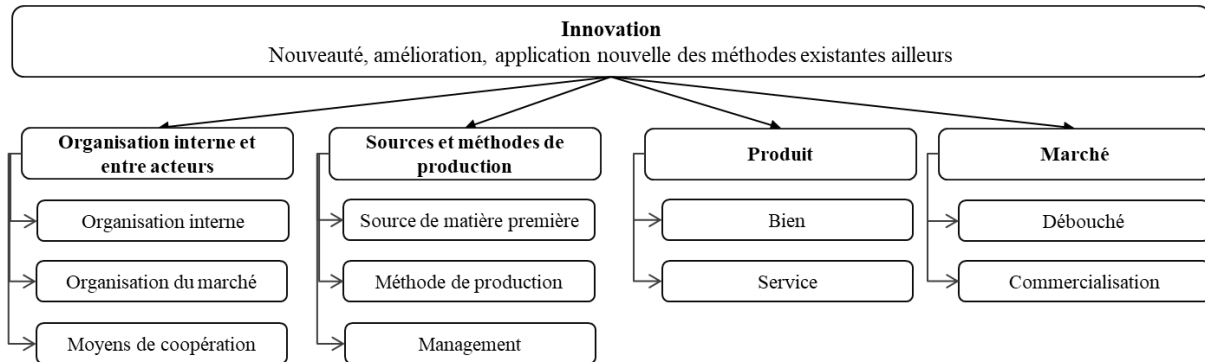 Innovation
Nouveauté, amélioration, application nouvelle des méthodes existantes ailleurs
Organisation interne et
entre acteurs
Organisation interne
Organisation du marché
Moyens de coopération
Sources et méthodes de
production
Source de matière première
Méthode de production
Management
Produit
Bien
Service
Marché
Débouché
Commercialisation